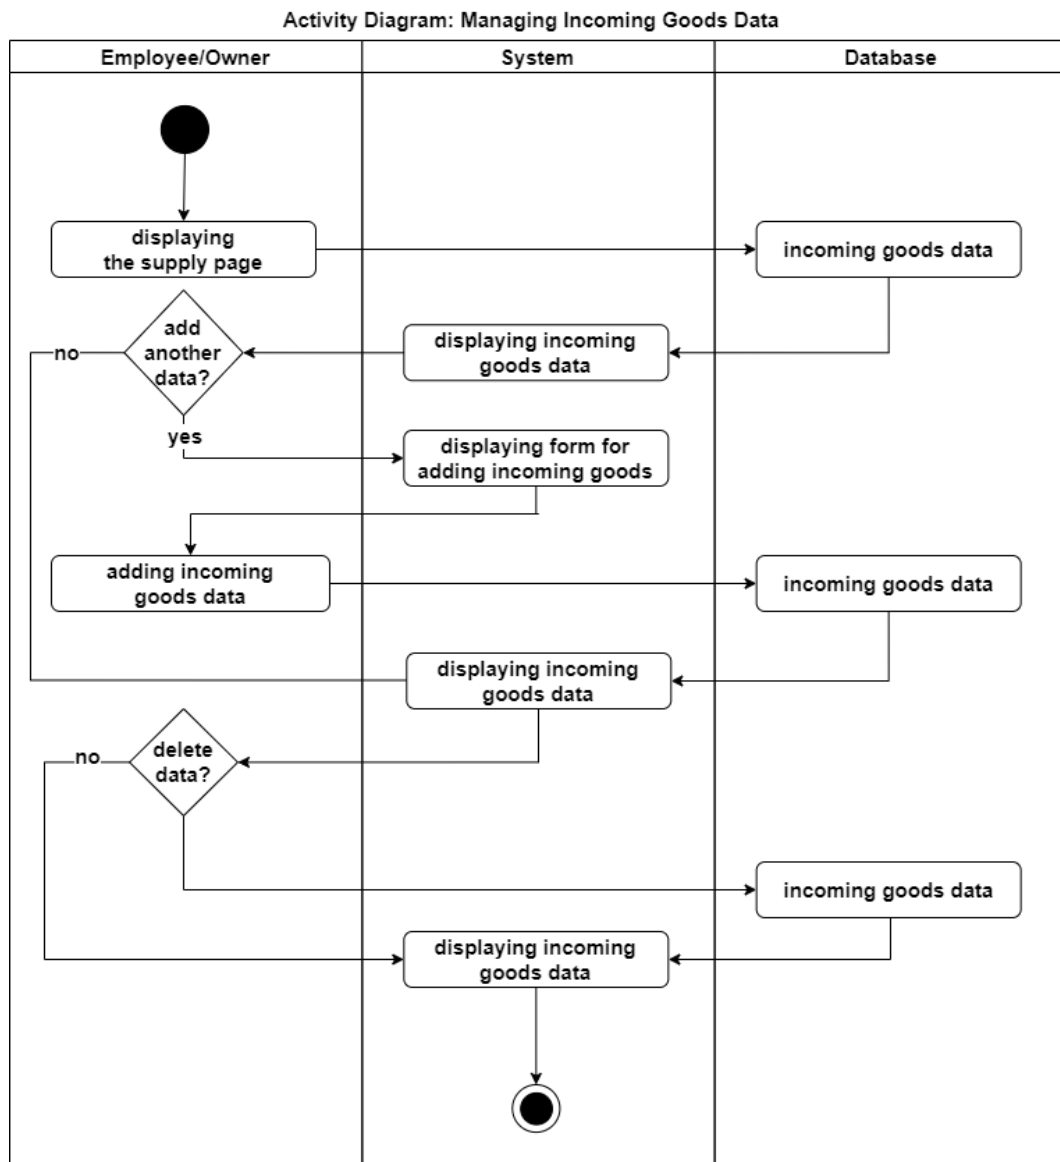 Activity Diagram: Managing Incoming Goods Data
Employee/Owner
System
Database
displaying
the supply page
incoming goods data
add
another
data?
no
displaying incoming
goods data
yes
displaying form for
adding incoming goods
adding incoming
goods data
incoming goods data
displaying incoming
goods data
delete
data?
no
incoming goods data
displaying incoming
goods data